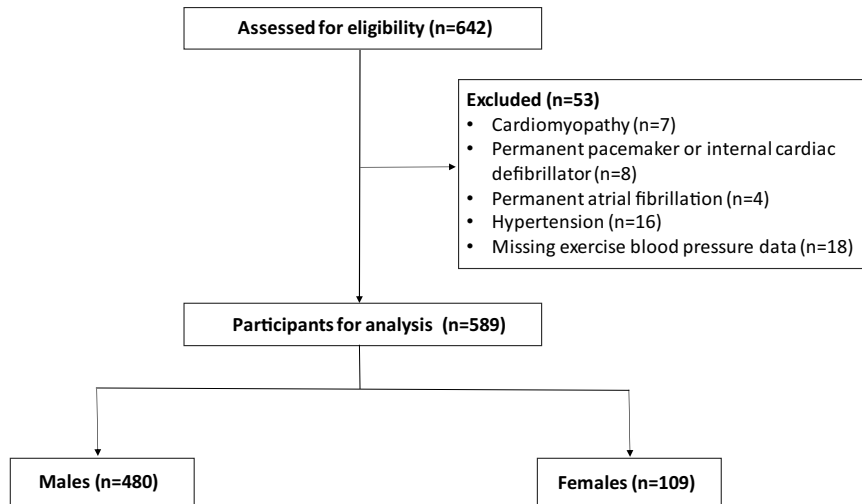 Assessed for eligibility (n=642)
Excluded (n=53)
• Cardiomyopathy (n=7)
• Permanent pacemaker or internal cardiac
defibrillator (n=8)
• Permanent atrial fibrillation (n=4)
• Hypertension (n=16)
• Missing exercise blood pressure data (n=18)
Participants for analysis (n=589)
Males (n=480)
Females (n=109)